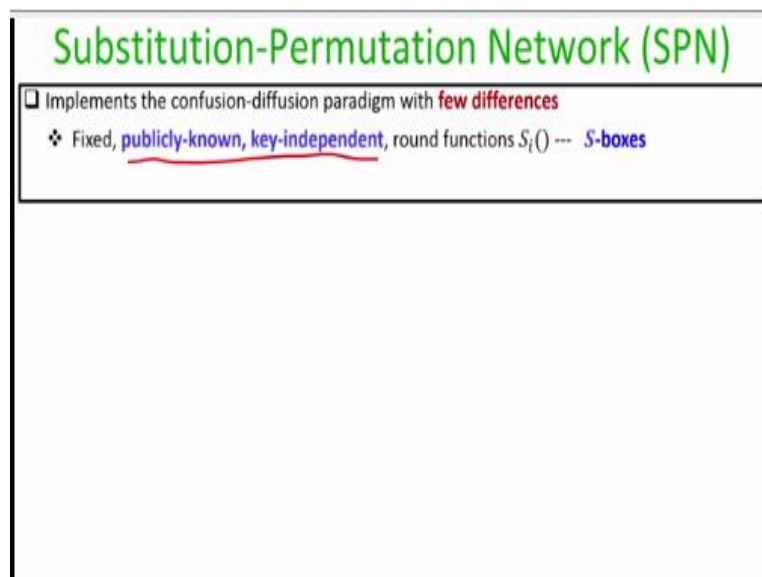 Substitution-Permutation Network (SPN)
❑ Implements the confusion-diffusion paradigm with few differences
❖ Fixed, publicly-known, key-independent, round functions Sᵢ() --- S-boxes